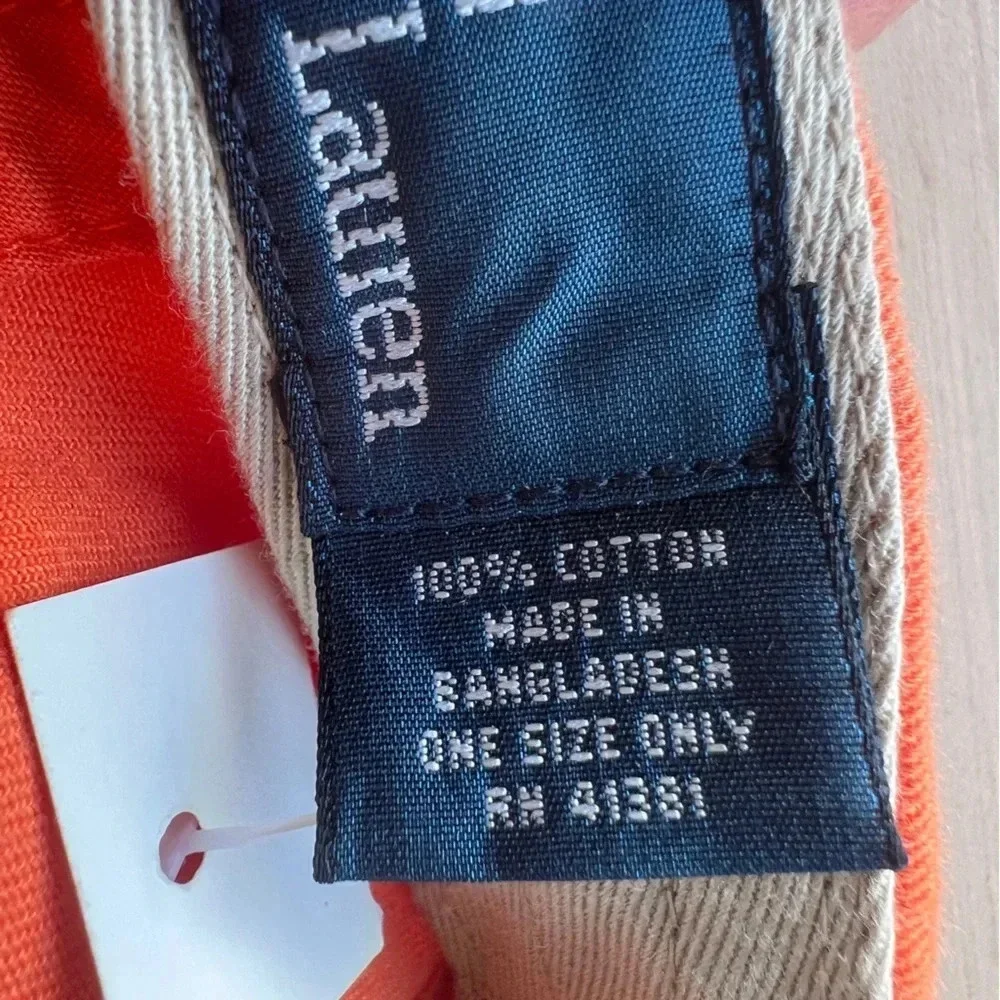 Lauren
100% COTTON
MADE IN
BANGLADESH
ONE SIZE ONLY
RN 41381